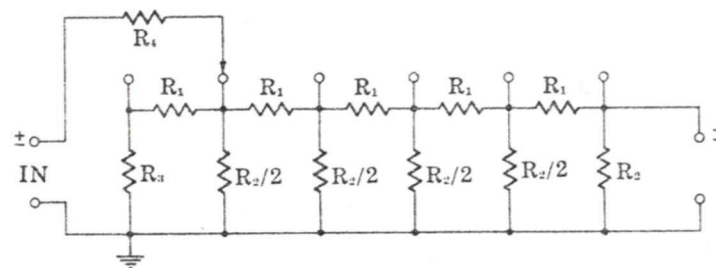 R₄
R₁ R₁ R₁ R₁ R₁
±
IN R₃ R₂/2 R₂/2 R₂/2 R₂/2 R₂